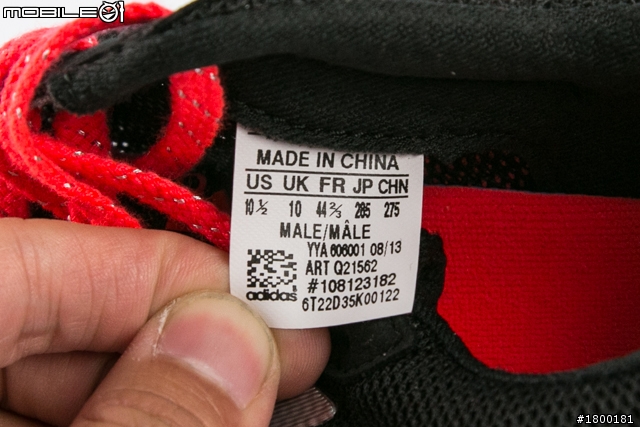 MOBILE01
MADE IN CHINA
US UK FR JP CHN
10½ 10 44⅔ 285 275
MALE/MÂLE
YYA 606001 08/13
ART Q21562
#108123182
adidas
6T22D35K00122
#1800181